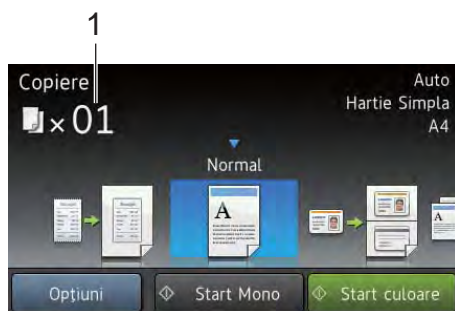 1
Copiere
× 01
Auto
Hartie Simpla
A4
Normal
A
A
Opțiuni
Start Mono
Start culoare